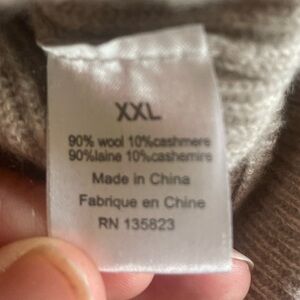 XXL
90% wool 10%cashmere
90%laine 10%cashemire
Made in China
Fabrique en Chine
RN 135823